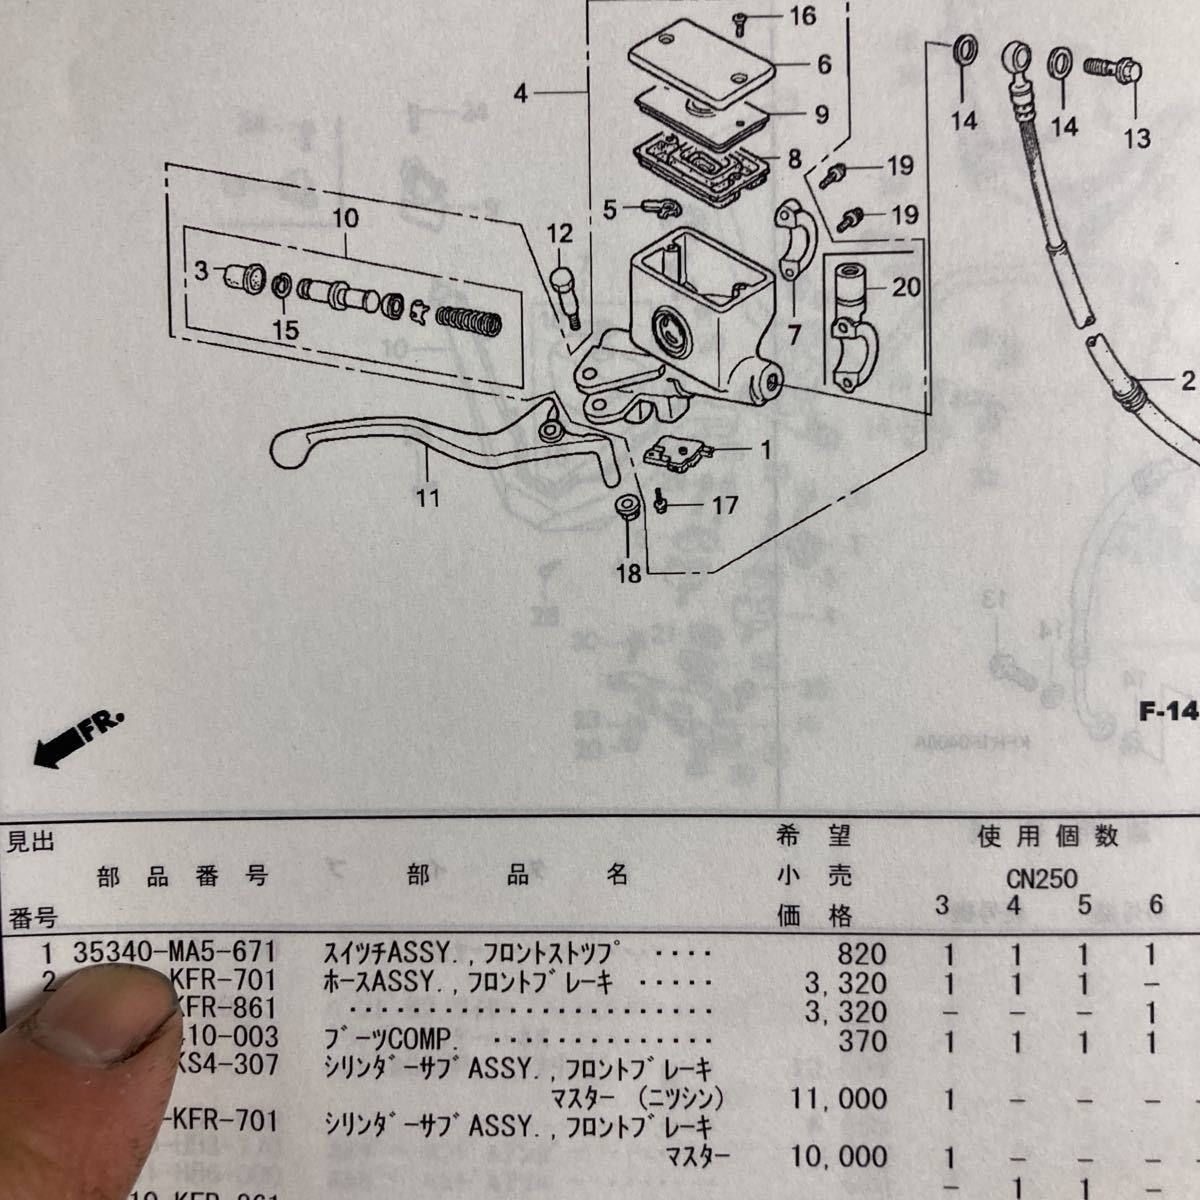 16
6
4
9
14
14
13
8
19
5
19
10
12
3
20
15
7
2
1
11
17
18
FR.
F-14
見出
番号
部品番号
部品名
希望
小売
価格
使用個数
CN250
3 4 5 6
1 35340-MA5-671 スイツチASSY.,フロントストツプ ···· 820 1 1 1 1
2 KFR-701 ホースASSY.,フロントブレーキ ····· 3,320 1 1 1 －
KFR-861 ······················· 3,320 － － － 1
410-003 ブーツCOMP. ·············· 370 1 1 1 1
KS4-307 シリンダーサブASSY.,フロントブレーキ
マスター (ニツシン) 11,000 1 － － －
-KFR-701 シリンダーサブASSY.,フロントブレーキ
マスター 10,000 1 － － －
－ 1 1 －